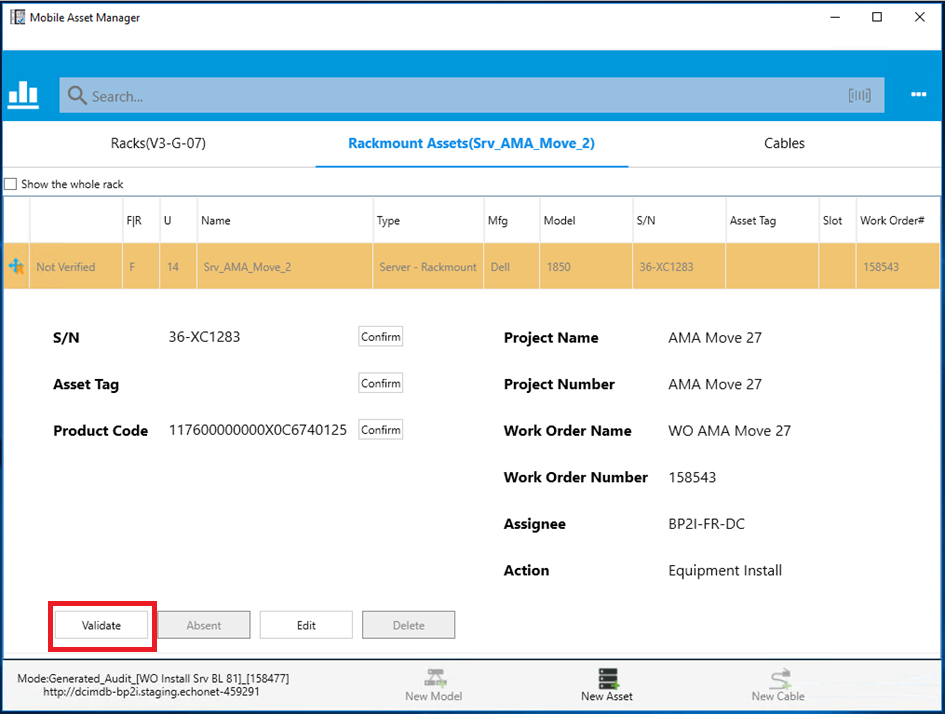 Mobile Asset Manager
Search...
Racks(V3-G-07)
Rackmount Assets(Srv_AMA_Move_2)
Cables
Show the whole rack
F|R U Name Type Mfg Model S/N Asset Tag Slot Work Order#
Not Verified F 14 Srv_AMA_Move_2 Server - Rackmount Dell 1850 36-XC1283 158543
S/N 36-XC1283 Confirm Project Name AMA Move 27
Asset Tag Confirm Project Number AMA Move 27
Product Code 117600000000X0C6740125 Confirm Work Order Name WO AMA Move 27
Work Order Number 158543
Assignee BP2I-FR-DC
Action Equipment Install
Validate Absent Edit Delete
Mode:Generated_Audit_[WO Install Srv BL 81]_[158477]
http://dcimdb-bp2i.staging.echonet-459291
New Model New Asset New Cable